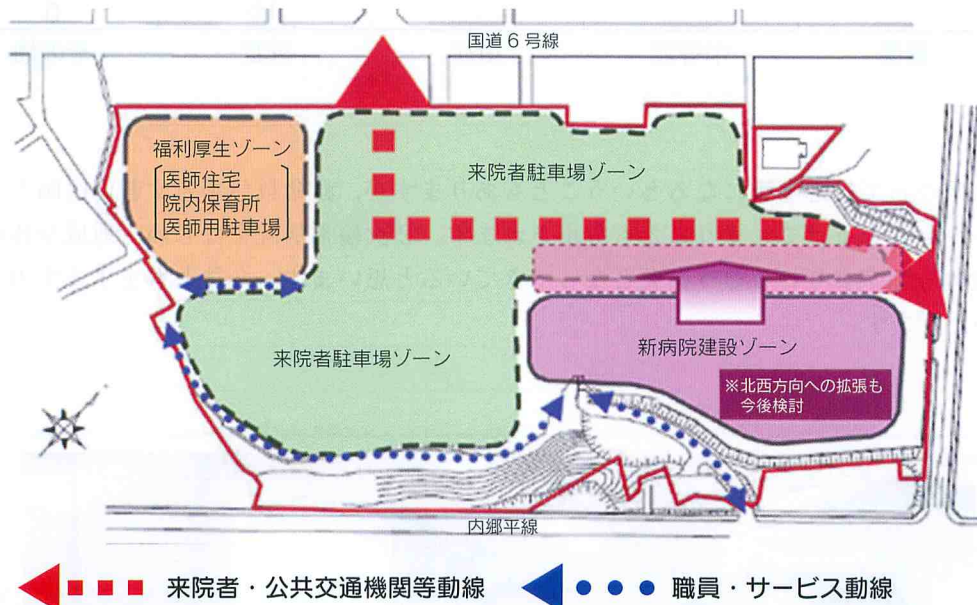 国道6号線
福利厚生ゾーン
医師住宅
院内保育所
医師用駐車場
来院者駐車場ゾーン
来院者駐車場ゾーン
新病院建設ゾーン
※北西方向への拡張も
今後検討
内郷平線
来院者・公共交通機関等動線
職員・サービス動線